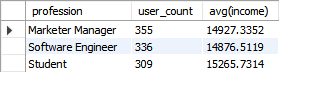 profession user_count avg(income)
Marketer Manager 355 14927.3352
Software Engineer 336 14876.5119
Student 309 15265.7314